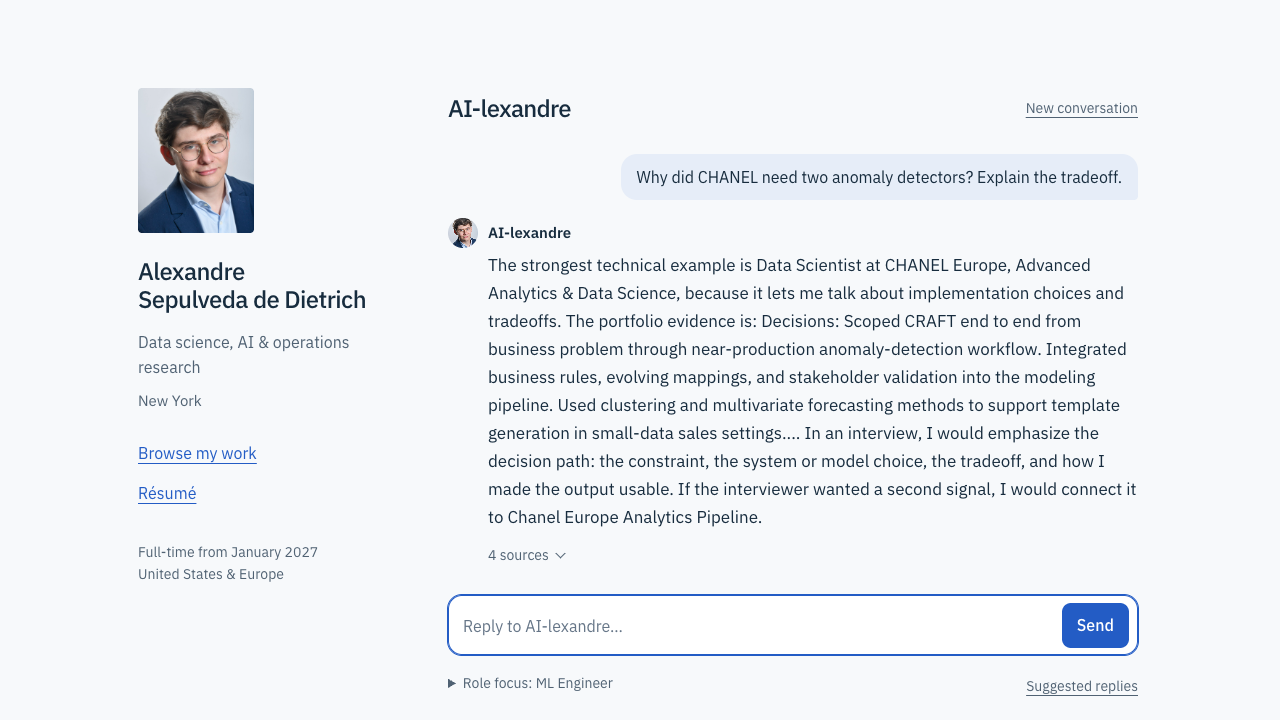 Alexandre
Sepulveda de Dietrich
Data science, AI & operations
research
New York
Browse my work
Résumé
Full-time from January 2027
United States & Europe
AI-lexandre
New conversation
Why did CHANEL need two anomaly detectors? Explain the tradeoff.
AI-lexandre
The strongest technical example is Data Scientist at CHANEL Europe, Advanced
Analytics & Data Science, because it lets me talk about implementation choices and
tradeoffs. The portfolio evidence is: Decisions: Scoped CRAFT end to end from
business problem through near-production anomaly-detection workflow. Integrated
business rules, evolving mappings, and stakeholder validation into the modeling
pipeline. Used clustering and multivariate forecasting methods to support template
generation in small-data sales settings.... In an interview, I would emphasize the
decision path: the constraint, the system or model choice, the tradeoff, and how I
made the output usable. If the interviewer wanted a second signal, I would connect it
to Chanel Europe Analytics Pipeline.
4 sources
Reply to AI-lexandre...
Send
Role focus: ML Engineer
Suggested replies